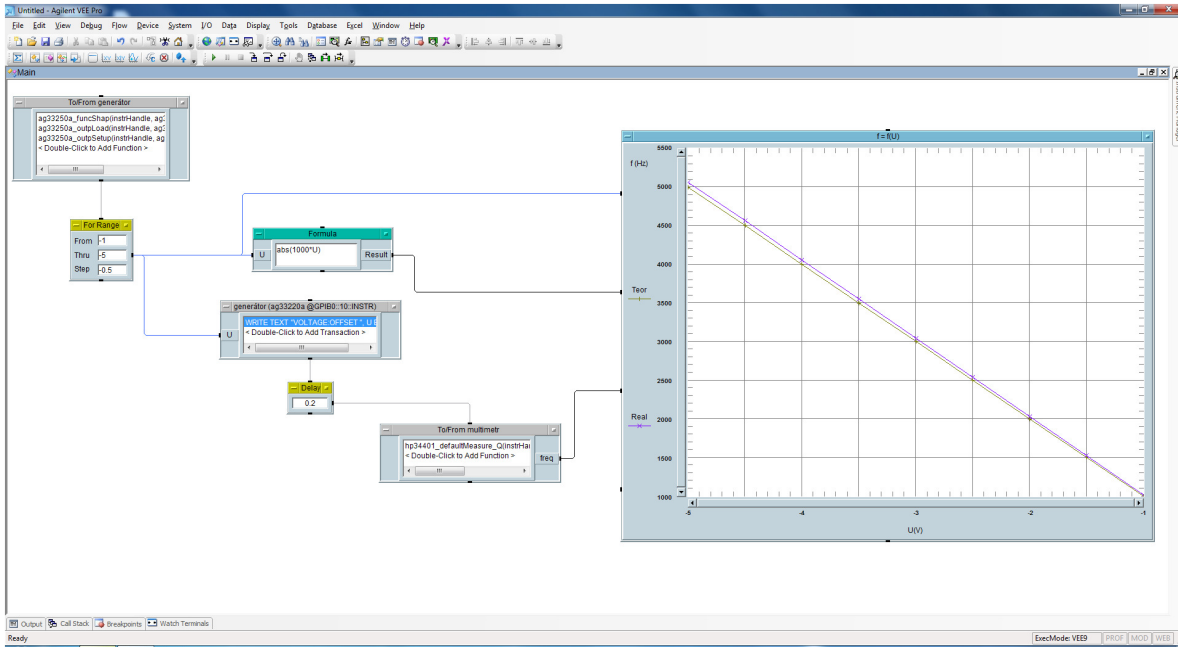 Untitled - Agilent VEE Pro
File Edit View Debug Flow Device System I/O Data Display Tools Database Excel Window Help
Main
To/From generátor
ag33250a_funcShap(instrHandle, ag3
ag33250a_outpLoad(instrHandle, ag3
ag33250a_outpSetup(instrHandle, ag
< Double-Click to Add Function >
For Range
From -1
Thru -5
Step -0.5
Formula
U
abs(1000*U)
Result
generátor (ag33220a @GPIB0::10::INSTR)
U
WRITE TEXT "VOLTAGE:OFFSET ", U E
< Double-Click to Add Transaction >
Delay
0.2
To/From multimetr
hp34401_defaultMeasure_Q(instrHan
< Double-Click to Add Function >
freq
f = f(U)
f (Hz)
Teor
Real
5500
5000
4500
4000
3500
3000
2500
2000
1500
1000
-5 -4 -3 -2 -1
U(V)
Output Call Stack Breakpoints Watch Terminals
Ready
ExecMode: VEE9 PROF MOD WEB